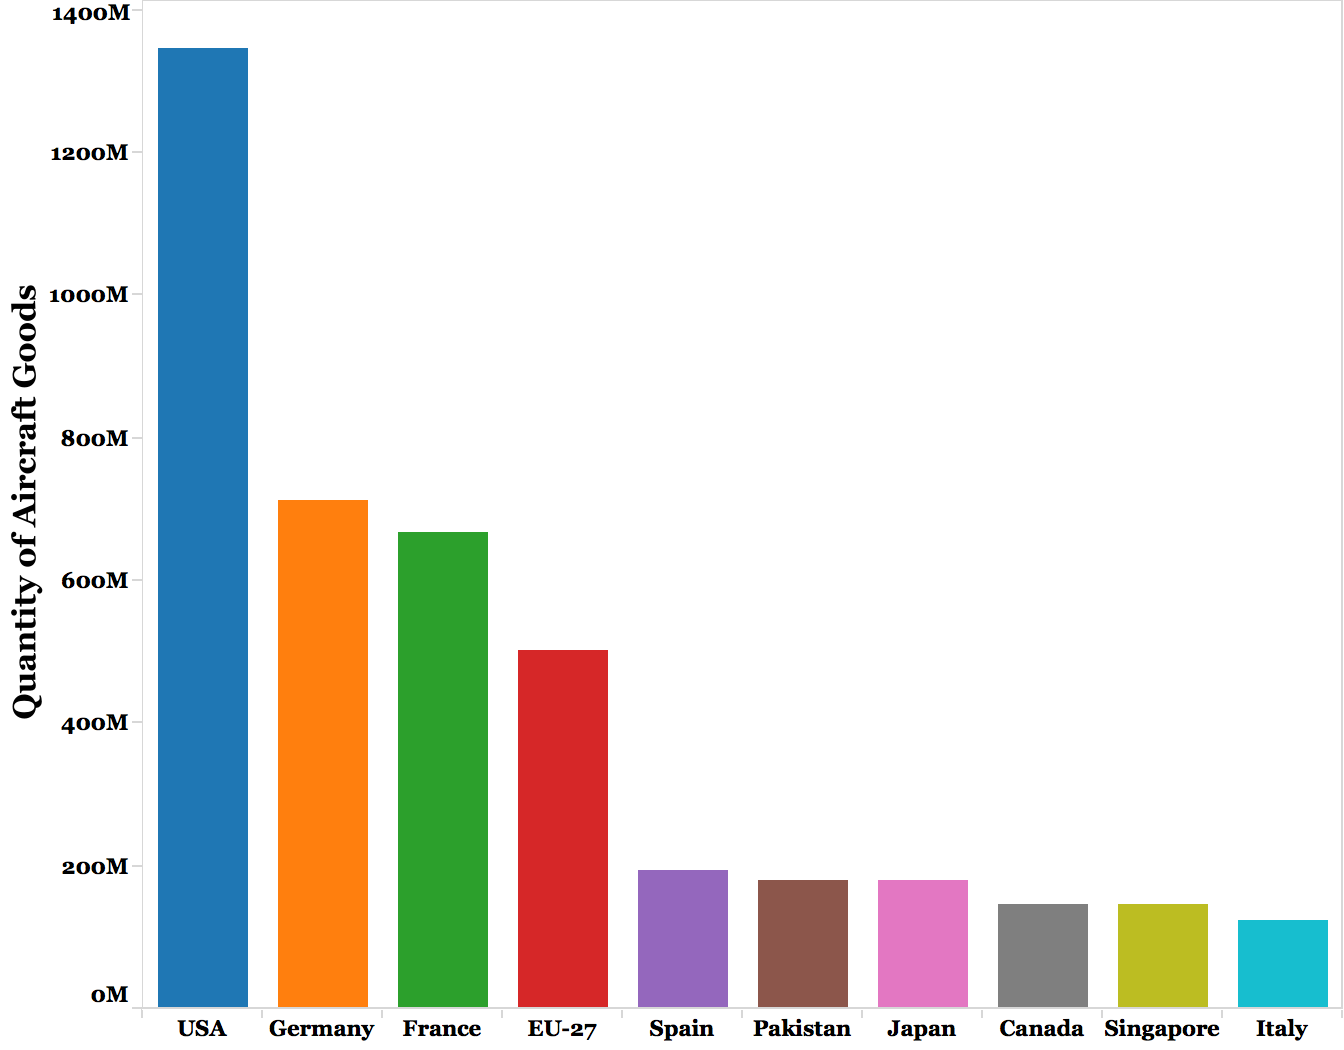 1400M
1200M
1000M
800M
600M
400M
200M
0M
Quantity of Aircraft Goods
USA Germany France EU-27 Spain Pakistan Japan Canada Singapore Italy